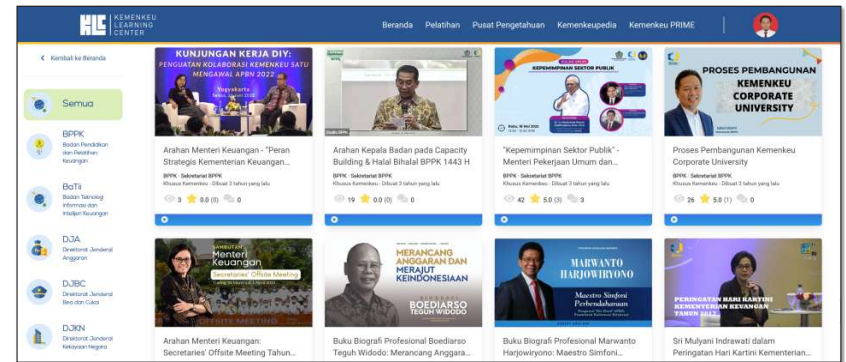 KEMENKEU
LEARNING
CENTER
Beranda Pelatihan Pusat Pengetahuan Kemenkeupedia Kemenkeu PRIME
Kembali ke Beranda
Semua
BPPK
Badan Pendidikan
dan Pelatihan
Keuangan
BaTii
Badan Teknologi
Informasi dan
Intelijen Keuangan
DJA
Direktorat Jenderal
Anggaran
DJBC
Direktorat Jenderal
Bea dan Cukai
DJKN
Direktorat Jenderal
Kekayaan Negara
KUNJUNGAN KERJA DIY:
PENGUATAN KOLABORASI KEMENKEU SATU
MENGAWAL APBN 2022
Arahan Menteri Keuangan - "Peran
Strategis Kementerian Keuangan...
BPPK - Sekretariat BPPK
Khusus Kemenkeu - Dibuat 3 tahun yang lalu
3 0.0 (0) 0
Arahan Kepala Badan pada Capacity
Building & Halal Bihalal BPPK 1443 H
BPPK - Sekretariat BPPK
Khusus Kemenkeu - Dibuat 3 tahun yang lalu
19 0.0 (0) 0
KEPEMIMPINAN SEKTOR PUBLIK
"Kepemimpinan Sektor Publik" -
Menteri Pekerjaan Umum dan...
BPPK - Sekretariat BPPK
Khusus Kemenkeu - Dibuat 3 tahun yang lalu
42 5.0 (3) 3
PROSES PEMBANGUNAN
KEMENKEU
CORPORATE
UNIVERSITY
Proses Pembangunan Kemenkeu
Corporate University
BPPK - Sekretariat BPPK
Khusus Kemenkeu - Dibuat 3 tahun yang lalu
26 5.0 (1) 0
SAMBUTAN
Menteri
Keuangan
Secretaries' Offsite Meeting
OFFSITE MEETING
Arahan Menteri Keuangan:
Secretaries' Offsite Meeting Tahun...
MERANCANG
ANGGARAN DAN
MERAJUT
KEINDONESIAAN
BOEDIARSO
TEGUH WIDODO
Buku Biografi Profesional Boediarso
Teguh Widodo: Merancang Anggara...
MARWANTO
HARJOWIRYONO
Maestro Simfoni
Perbendaharaan
Buku Biografi Profesional Marwanto
Harjowiryono: Maestro Simfoni...
PERINGATAN HARI KARTINI
KEMENTERIAN KEUANGAN
Sri Mulyani Indrawati dalam
Peringatan Hari Kartini Kementerian...